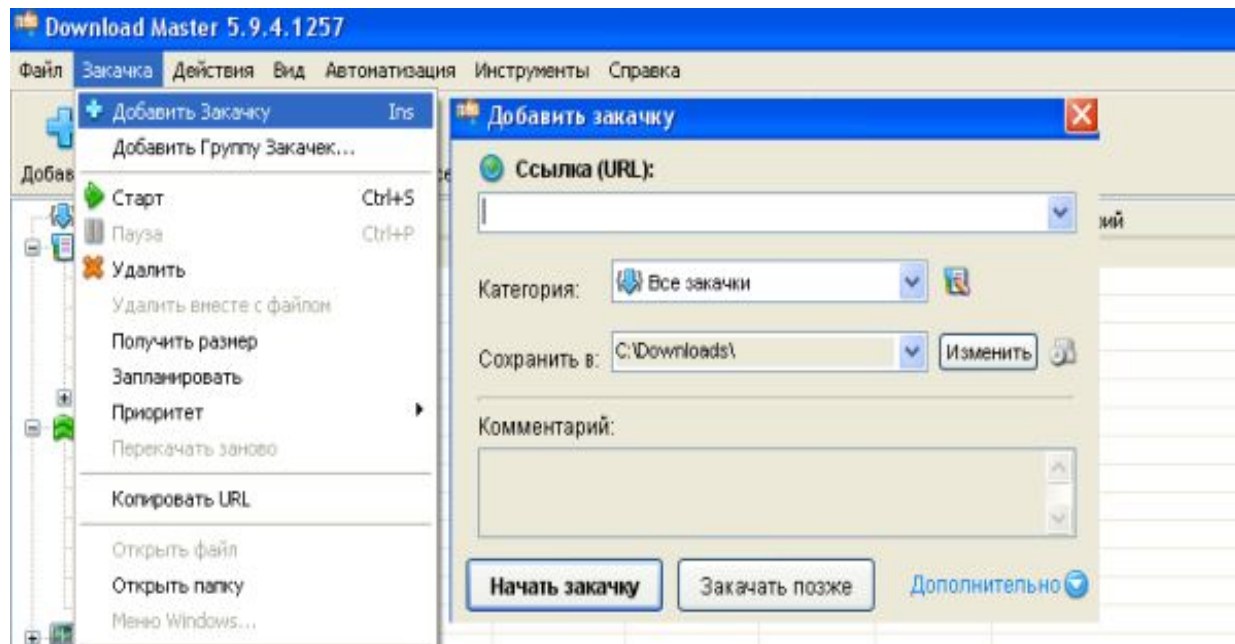 Download Master 5.9.4.1257
Файл Закачка Действия Вид Автоматизация Инструменты Справка
Добавить Закачку Ins
Добавить Группу Закачек...
Добав
Старт Ctrl+S
Пауза Ctrl+P
Удалить
Удалить вместе с файлом
Получить размер
Запланировать
Приоритет
Перекачать заново
Копировать URL
Открыть файл
Открыть папку
Меню Windows...
Добавить закачку
Ссылка (URL):
рий
Категория: Все закачки
Сохранить в: C:\Downloads\ Изменить
Комментарий:
Начать закачку Закачать позже Дополнительно